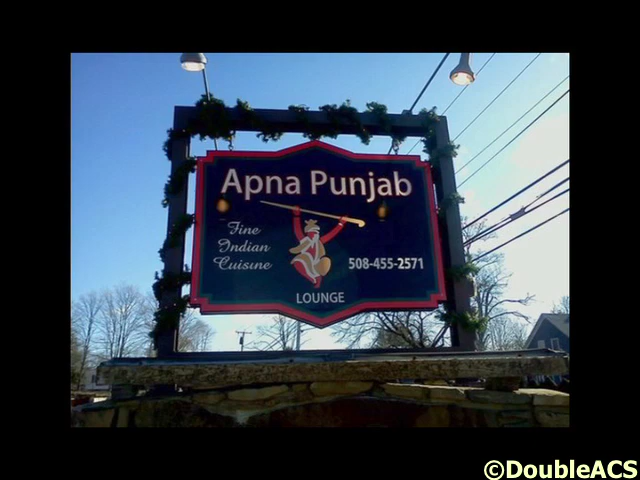 Apna Punjab
Fine
Indian
Cuisine
508-455-2571
LOUNGE
©DoubleACS